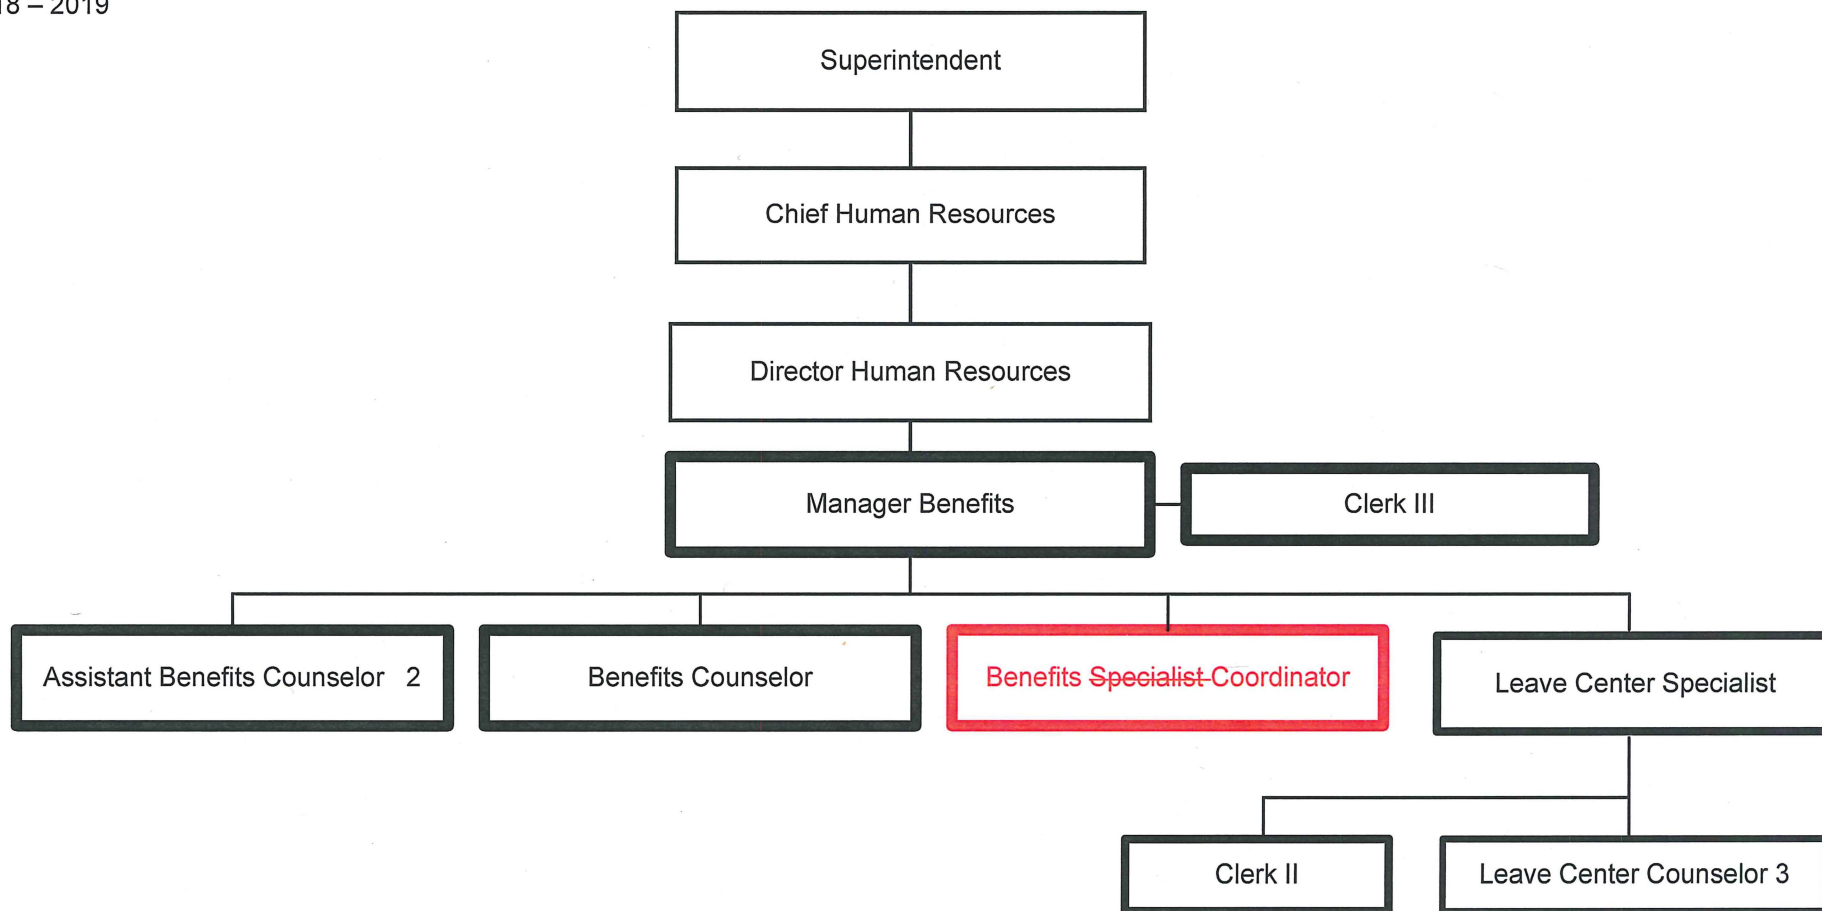 18 – 2019
Superintendent
Chief Human Resources
Director Human Resources
Manager Benefits
Clerk III
Assistant Benefits Counselor 2
Benefits Counselor
Benefits Specialist Coordinator
Leave Center Specialist
Clerk II
Leave Center Counselor 3